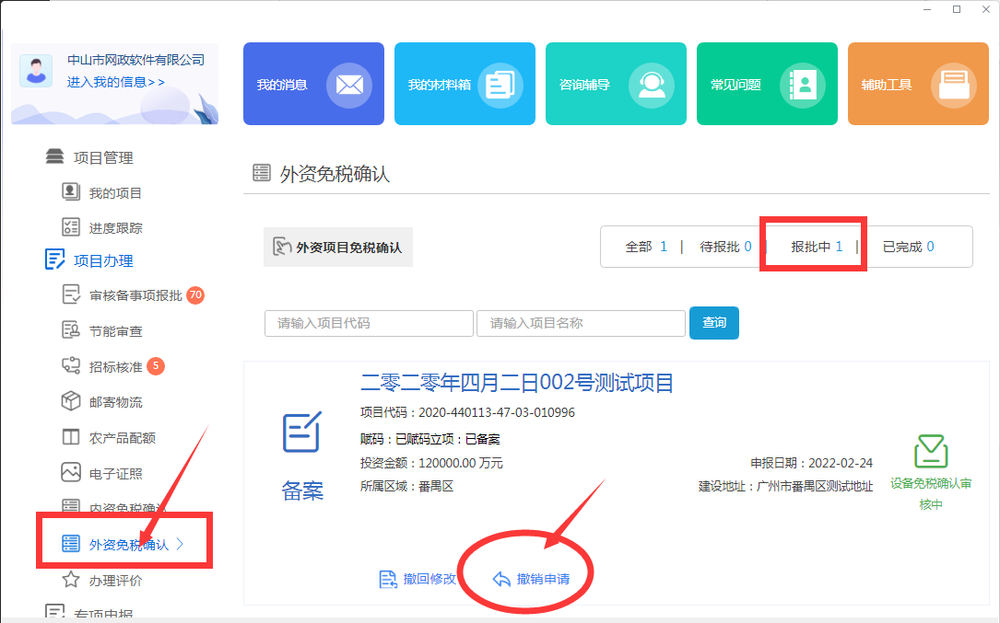 中山市网政软件有限公司
进入我的信息>>
我的消息
我的材料箱
咨询辅导
常见问题
辅助工具
项目管理
我的项目
进度跟踪
项目办理
审核备事项报批 70
节能审查
招标核准 5
邮寄物流
农产品配额
电子证照
内资免税确认
外资免税确认
办理评价
专项申报
外资免税确认
外资项目免税确认
全部 1 | 待报批 0 | 报批中 1 | 已完成 0
请输入项目代码 请输入项目名称 查询
二零二零年四月二日002号测试项目
项目代码：2020-440113-47-03-010996
赋码：已赋码立项：已备案
投资金额：120000.00 万元 申报日期：2022-02-24
所属区域：番禺区 建设地址：广州市番禺区测试地址
备案
设备免税确认审
核中
撤回修改 撤销申请